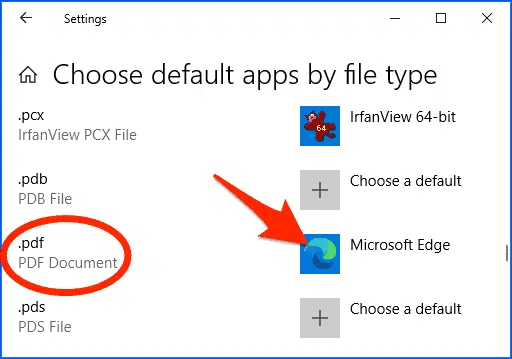 Settings
Choose default apps by file type
.pcx
IrfanView PCX File
64
IrfanView 64-bit
.pdb
PDB File
Choose a default
.pdf
PDF Document
Microsoft Edge
.pds
PDS File
Choose a default